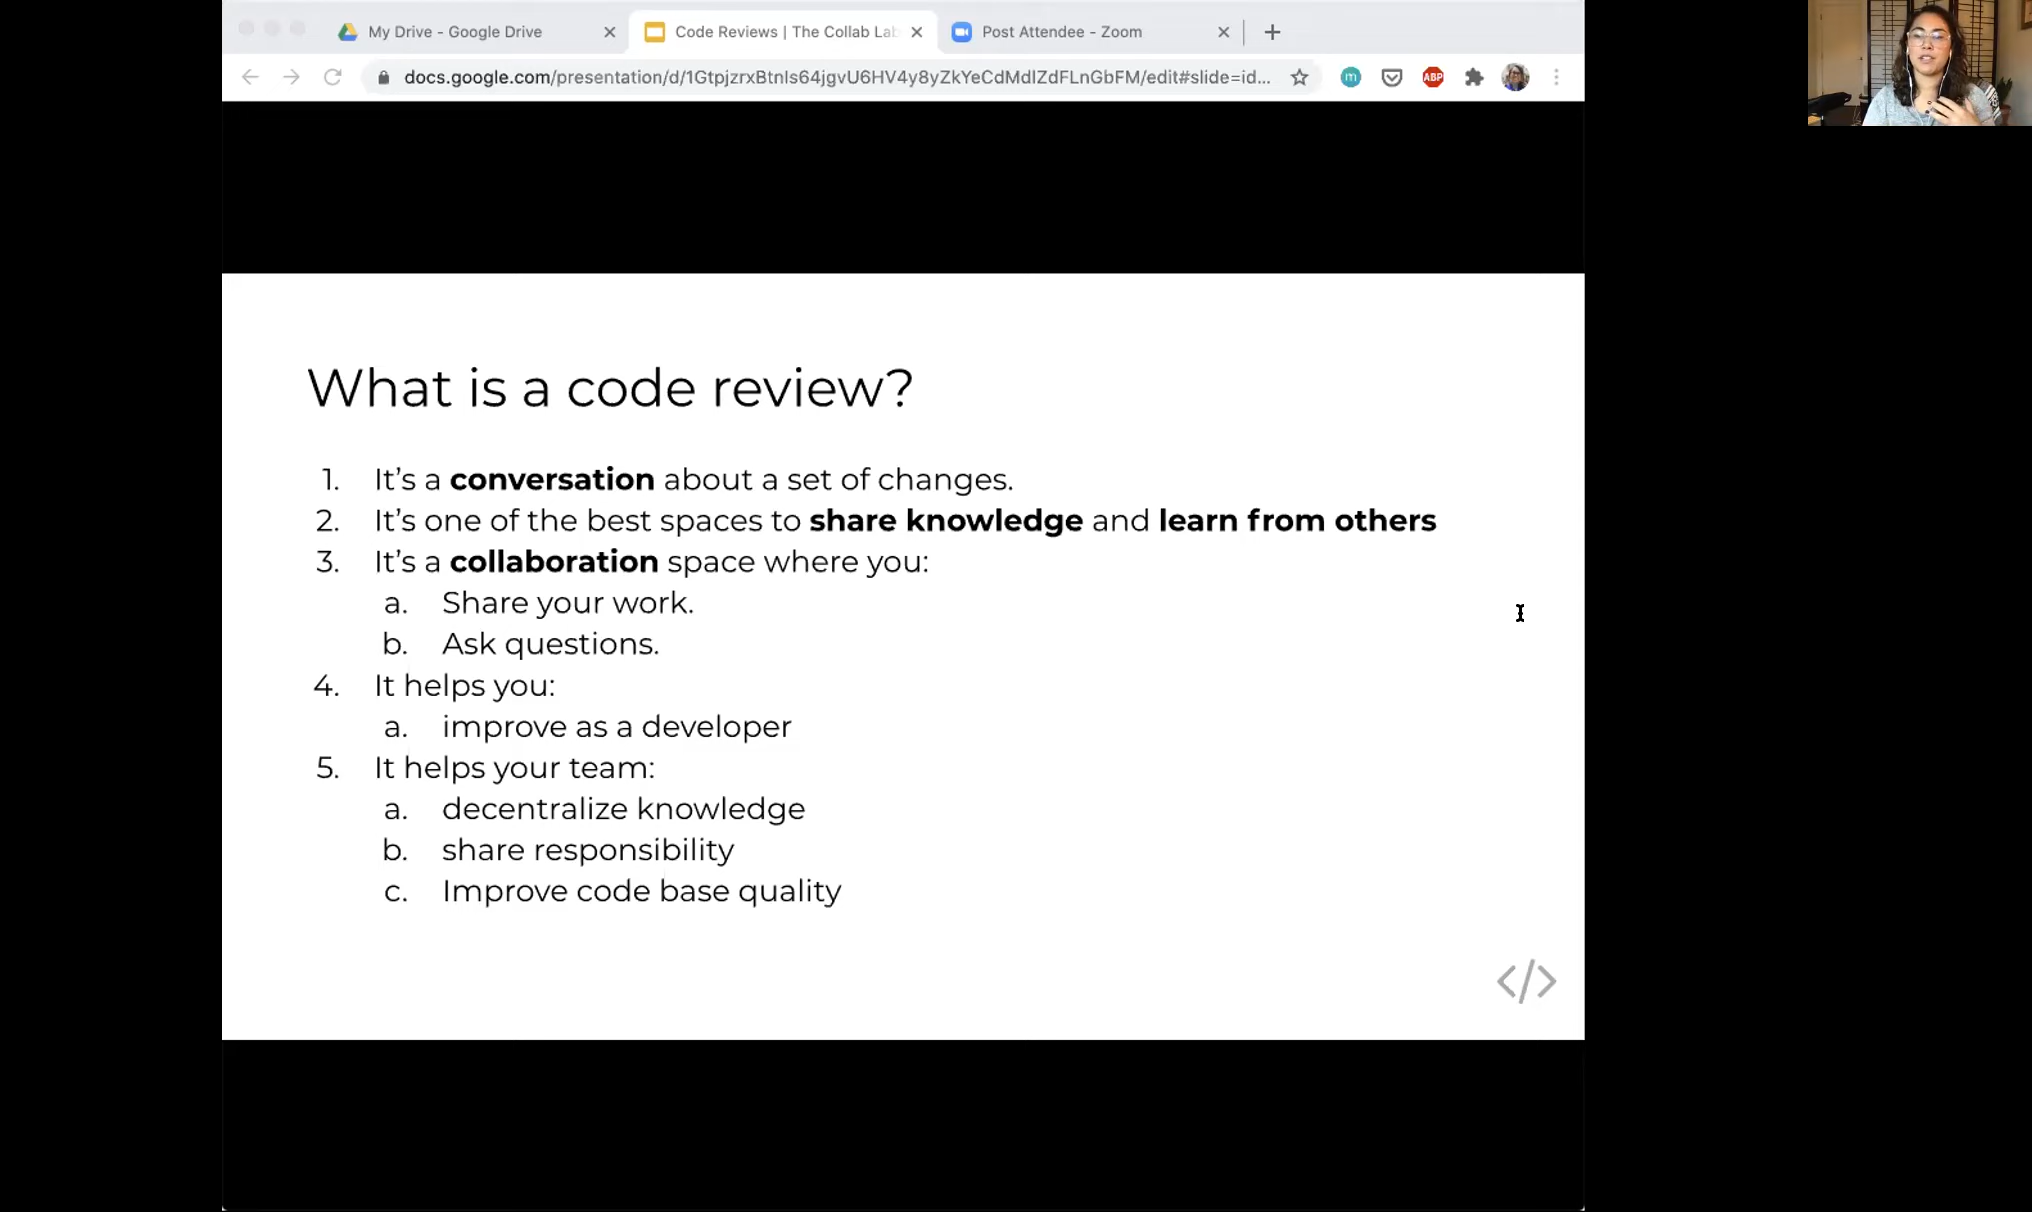 My Drive - Google Drive
Code Reviews | The Collab Lab
Post Attendee - Zoom
docs.google.com/presentation/d/1GtpjzrxBtnIs64jgvU6HV4y8yZkYeCdMdIZdFLnGbFM/edit#slide=id...
m
ABP
What is a code review?
1. It’s a conversation about a set of changes.
2. It’s one of the best spaces to share knowledge and learn from others
3. It’s a collaboration space where you:
a. Share your work.
b. Ask questions.
4. It helps you:
a. improve as a developer
5. It helps your team:
a. decentralize knowledge
b. share responsibility
c. Improve code base quality
</>